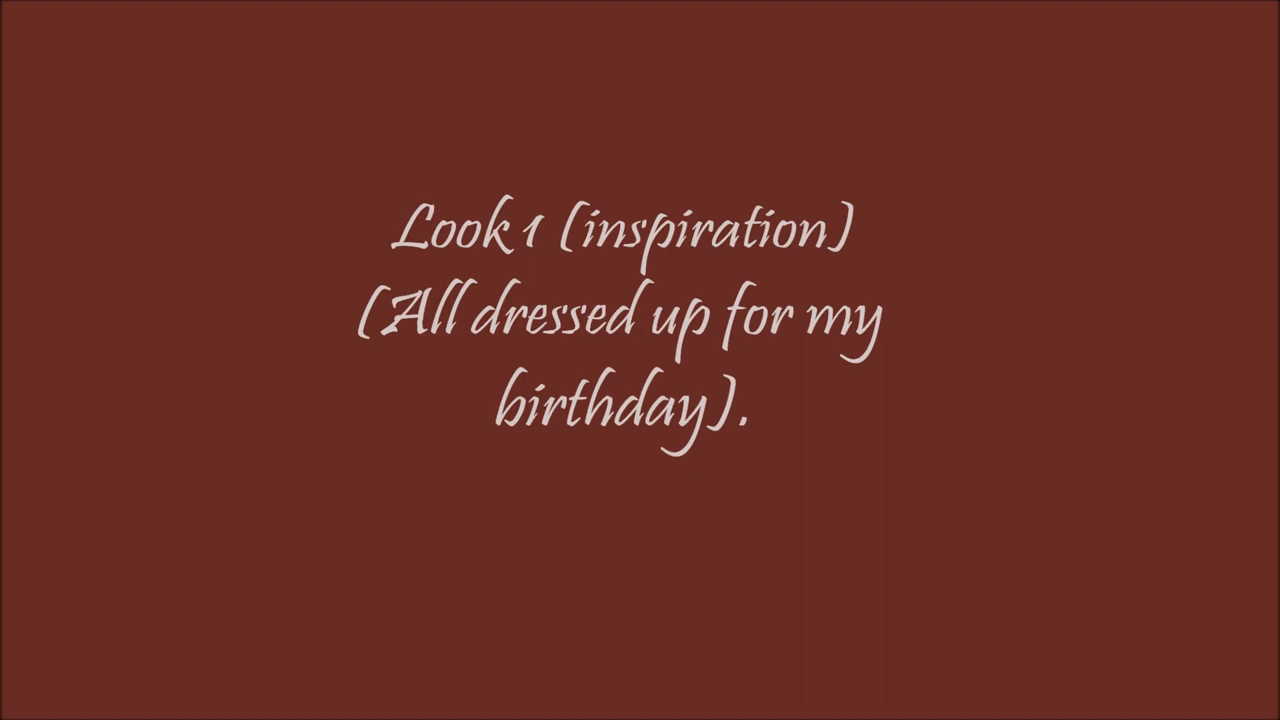 Look 1 (inspiration)
(All dressed up for my
birthday).